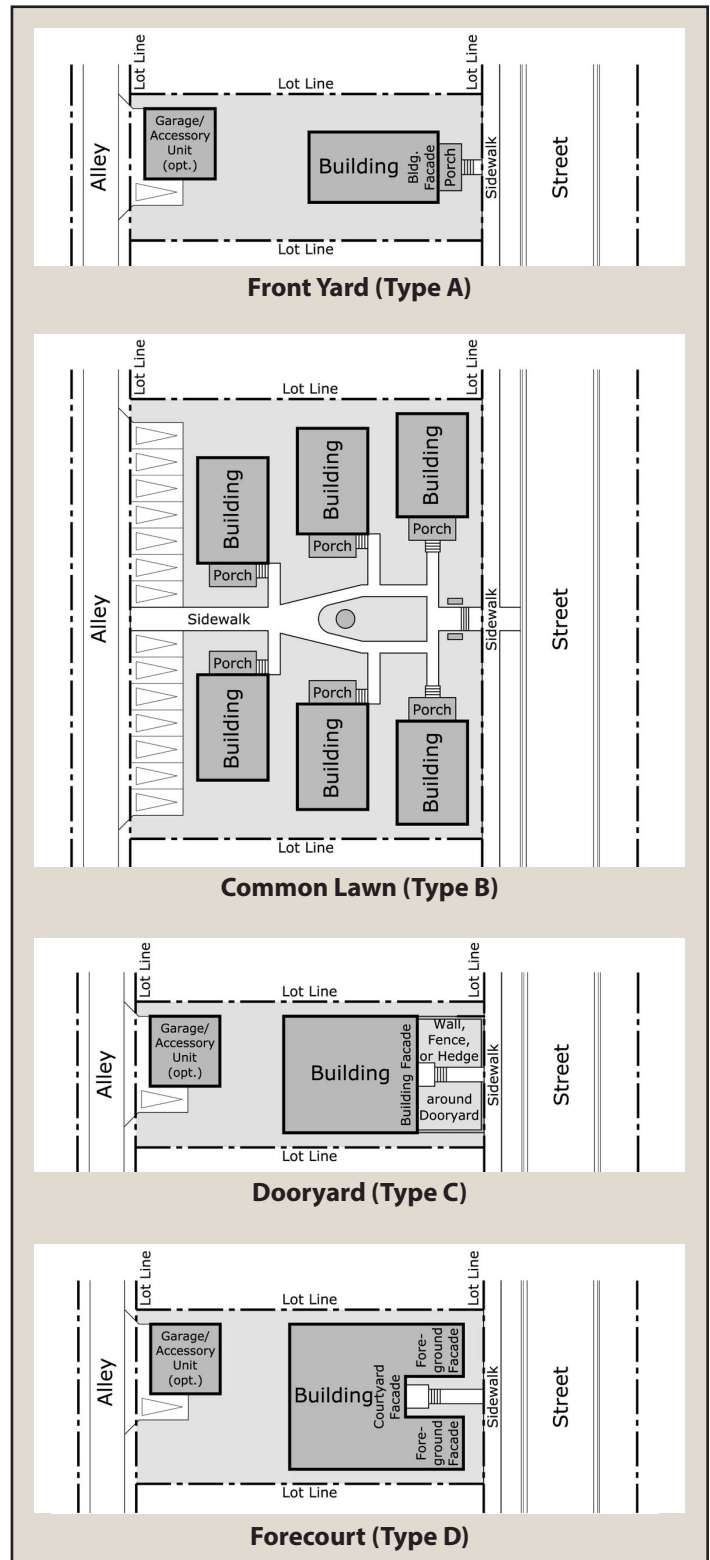 Lot Line
Lot Line
Lot Line
Alley
Garage/
Accessory
Unit
(opt.)
Building
Bldg.
Facade
Porch
Sidewalk
Street
Lot Line
Front Yard (Type A)
Lot Line
Lot Line
Lot Line
Building
Building
Building
Porch
Porch
Porch
Alley
Sidewalk
Sidewalk
Street
Porch
Porch
Porch
Building
Building
Building
Lot Line
Common Lawn (Type B)
Lot Line
Lot Line
Lot Line
Alley
Garage/
Accessory
Unit
(opt.)
Building
Building Facade
Wall,
Fence,
or Hedge
around
Dooryard
Sidewalk
Street
Lot Line
Dooryard (Type C)
Lot Line
Lot Line
Lot Line
Alley
Garage/
Accessory
Unit
(opt.)
Building
Courtyard
Facade
Fore-
ground
Facade
Fore-
ground
Facade
Sidewalk
Street
Lot Line
Forecourt (Type D)